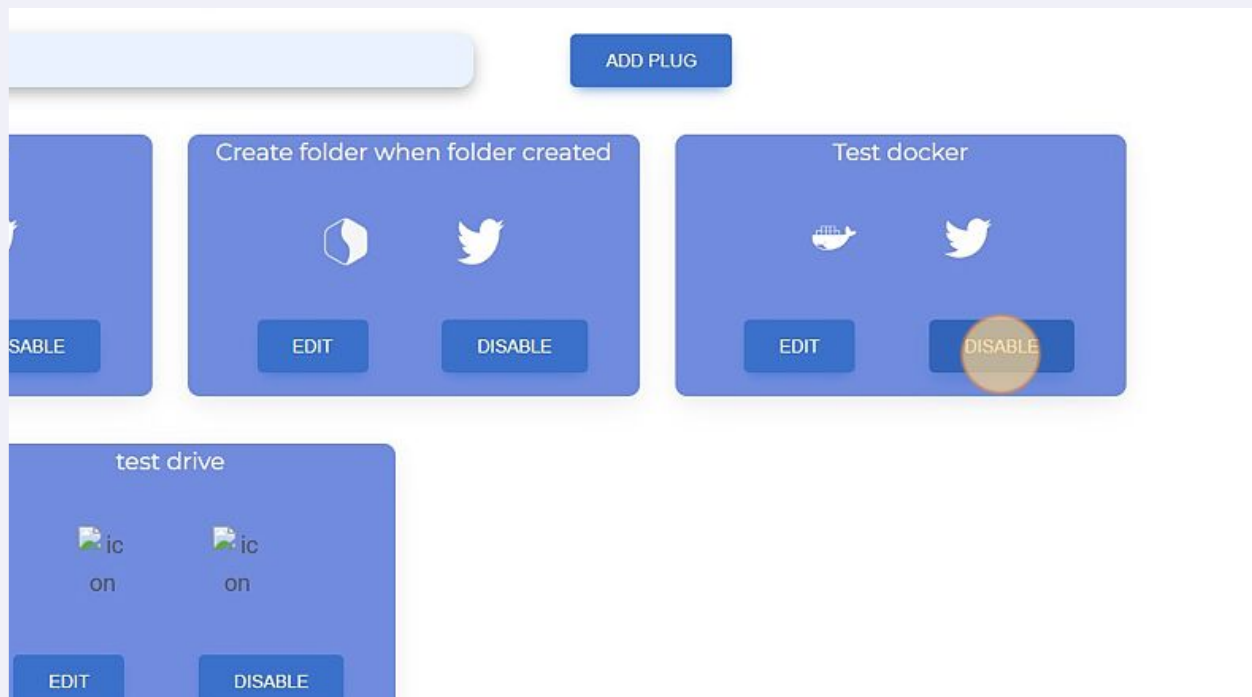 ADD PLUG
Create folder when folder created
Test docker
SABLE
EDIT
DISABLE
EDIT
DISABLE
test drive
ic
on
ic
on
EDIT
DISABLE